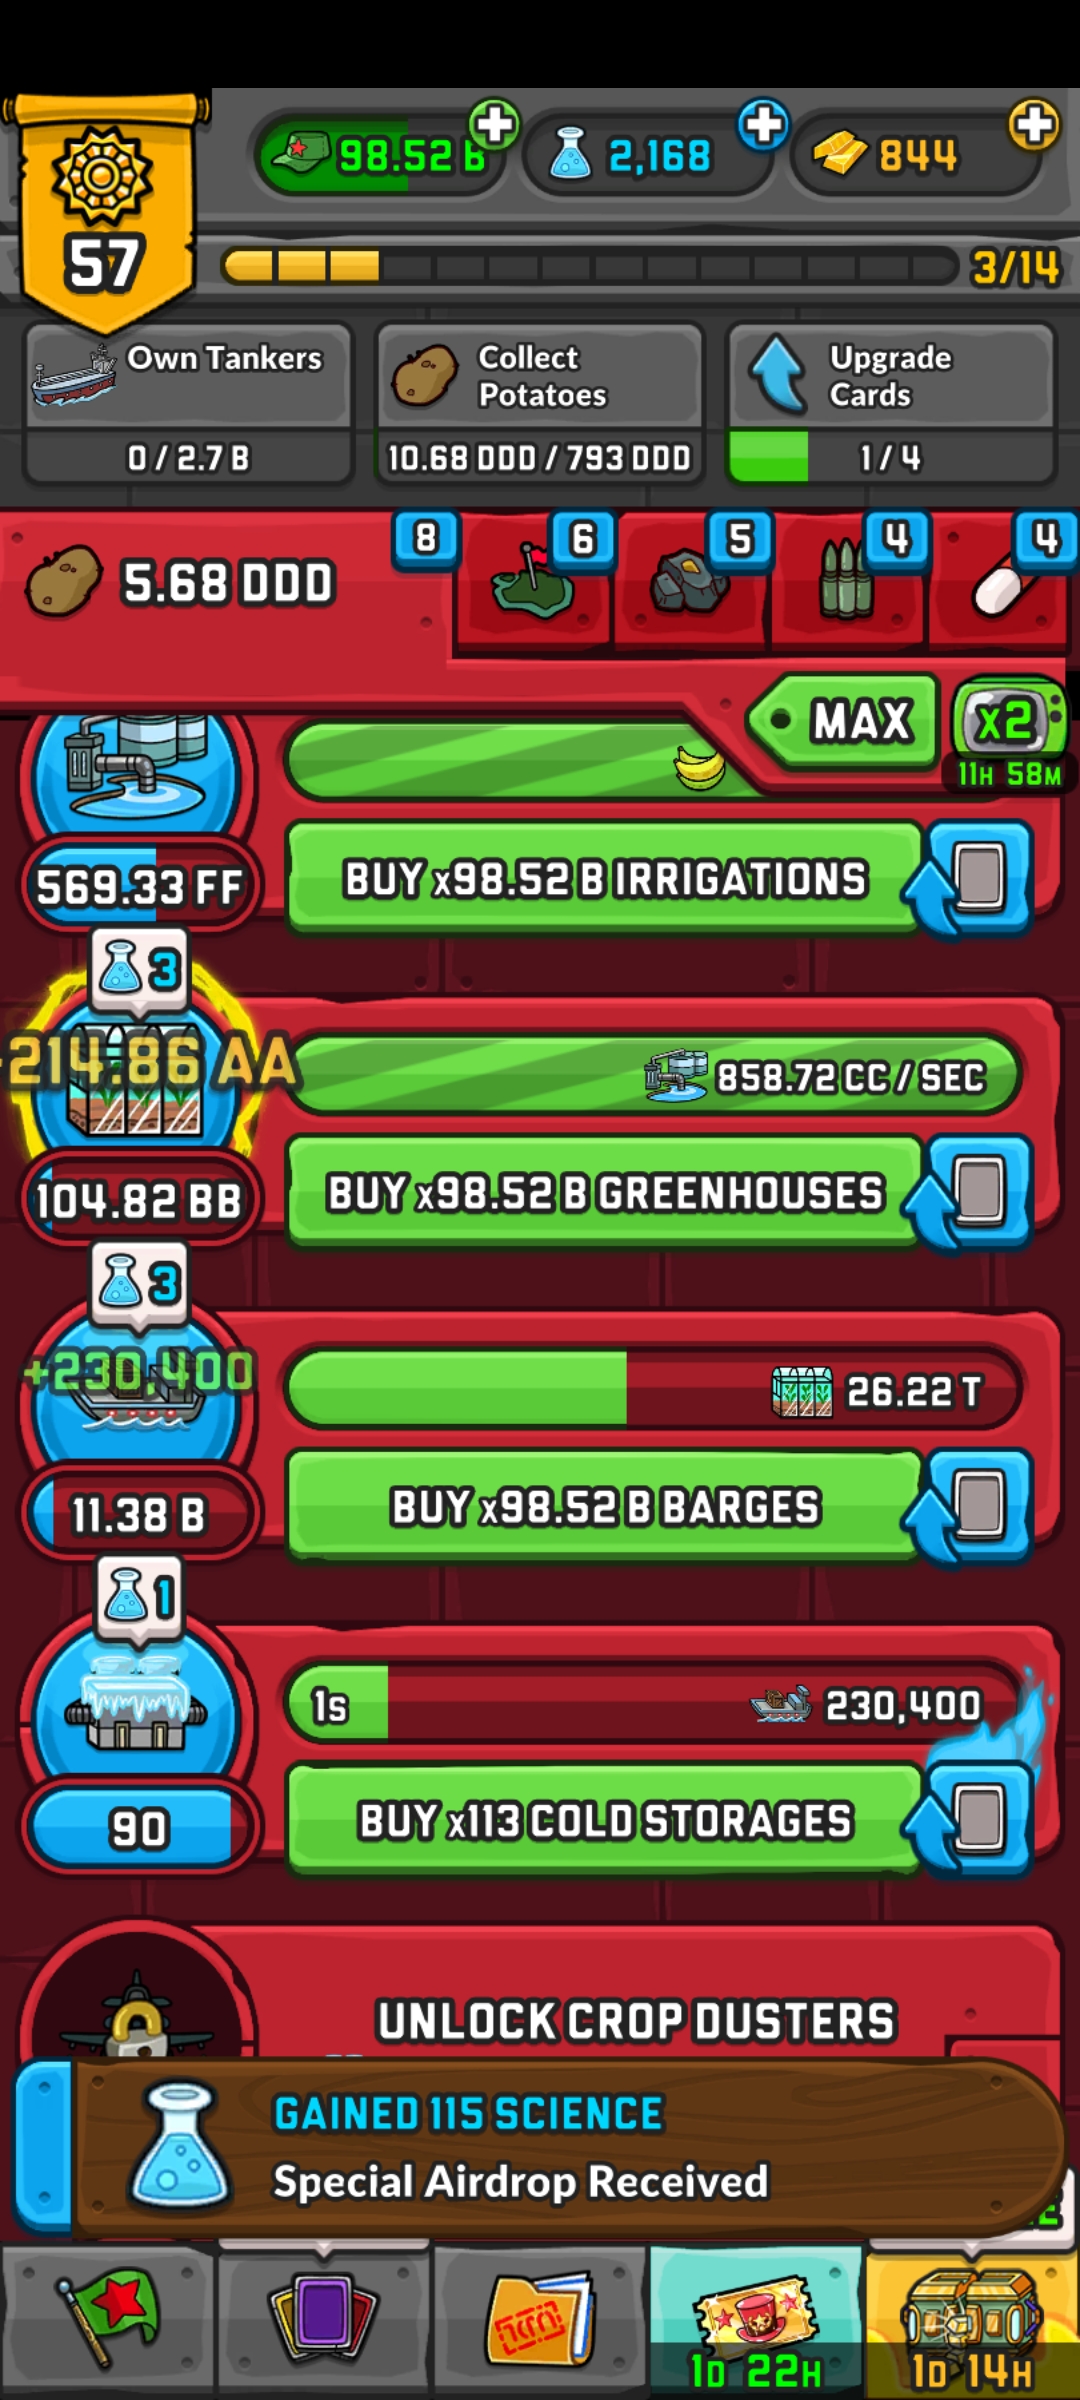 98.52 B
2,168
844
57
3/14
Own Tankers
0 / 2.7 B
Collect
Potatoes
10.68 DDD / 793 DDD
Upgrade
Cards
1 / 4
5.68 DDD
8
6
5
4
4
MAX
x2
11H 58M
569.33 FF
BUY x98.52 B IRRIGATIONS
3
214.86 AA
858.72 CC / SEC
104.82 BB
BUY x98.52 B GREENHOUSES
3
+230,400
26.22 T
11.38 B
BUY x98.52 B BARGES
1
1s
230,400
90
BUY x113 COLD STORAGES
UNLOCK CROP DUSTERS
GAINED 115 SCIENCE
Special Airdrop Received
1D 22H
1D 14H